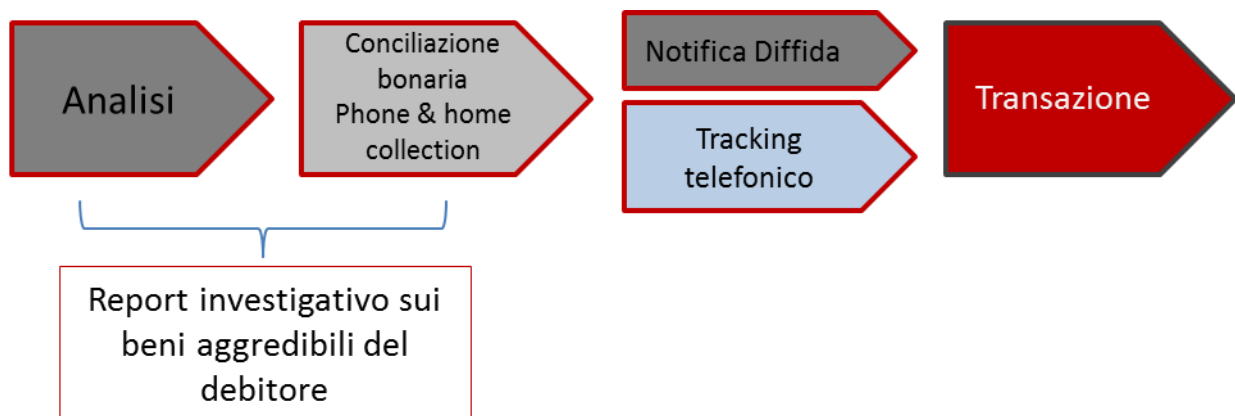 Analisi
Conciliazione
bonaria
Phone & home
collection
Notifica Diffida
Tracking
telefonico
Transazione
Report investigativo sui
beni aggredibili del
debitore